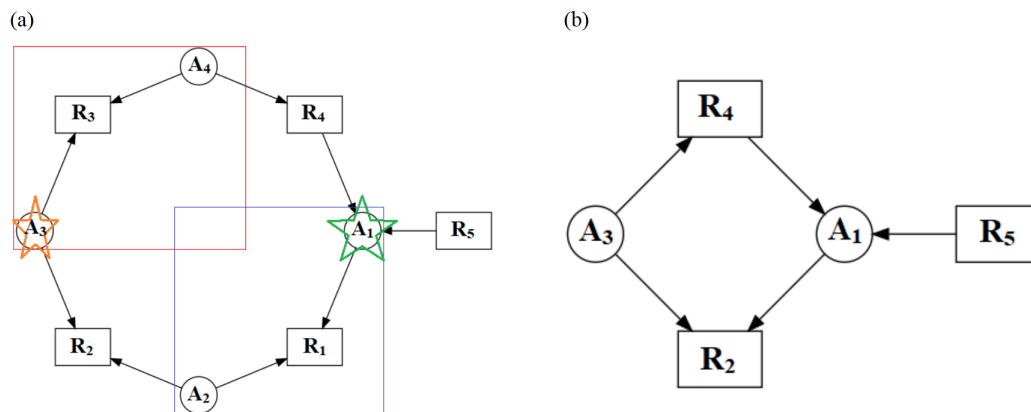 (a)
(b)
A₄
R₃
R₄
R₄
A₃
A₁
R₅
A₃
A₁
R₅
R₂
R₁
R₂
A₂